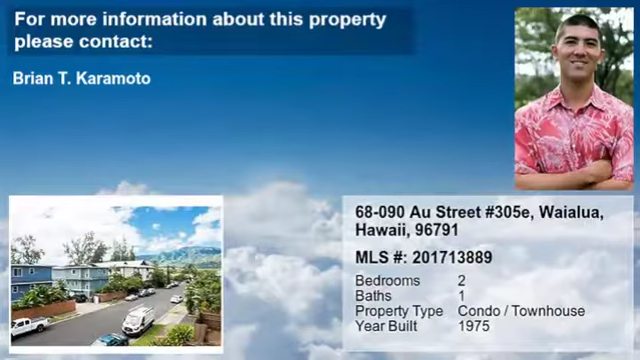 For more information about this property
please contact:
Brian T. Karamoto
68-090 Au Street #305e, Waialua,
Hawaii, 96791
MLS #: 201713889
Bedrooms 2
Baths 1
Property Type Condo / Townhouse
Year Built 1975